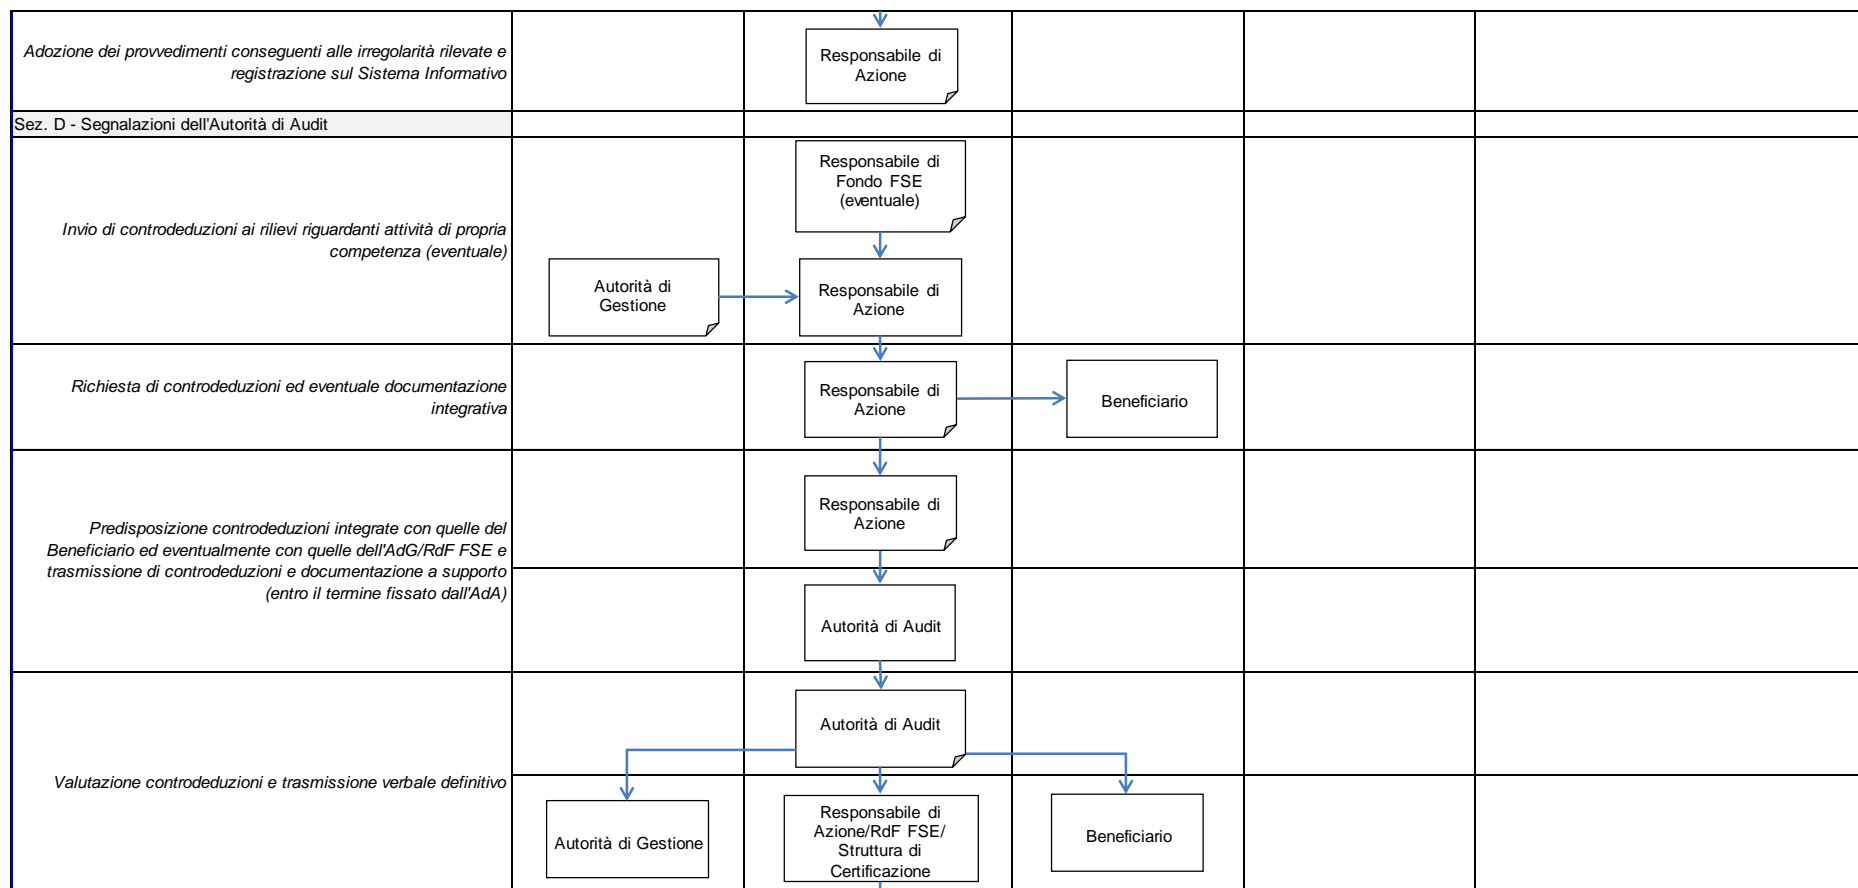 Adozione dei provvedimenti conseguenti alle irregolarità rilevate e
registrazione sul Sistema Informativo
Responsabile di
Azione
Sez. D - Segnalazioni dell'Autorità di Audit
Invio di controdeduzioni ai rilievi riguardanti attività di propria
competenza (eventuale)
Responsabile di
Fondo FSE
(eventuale)
Autorità di
Gestione
Responsabile di
Azione
Richiesta di controdeduzioni ed eventuale documentazione
integrativa
Responsabile di
Azione
Beneficiario
Predisposizione controdeduzioni integrate con quelle del
Beneficiario ed eventualmente con quelle dell'AdG/RdF FSE e
trasmissione di controdeduzioni e documentazione a supporto
(entro il termine fissato dall'AdA)
Responsabile di
Azione
Autorità di Audit
Valutazione controdeduzioni e trasmissione verbale definitivo
Autorità di Audit
Autorità di Gestione
Responsabile di
Azione/RdF FSE/
Struttura di
Certificazione
Beneficiario